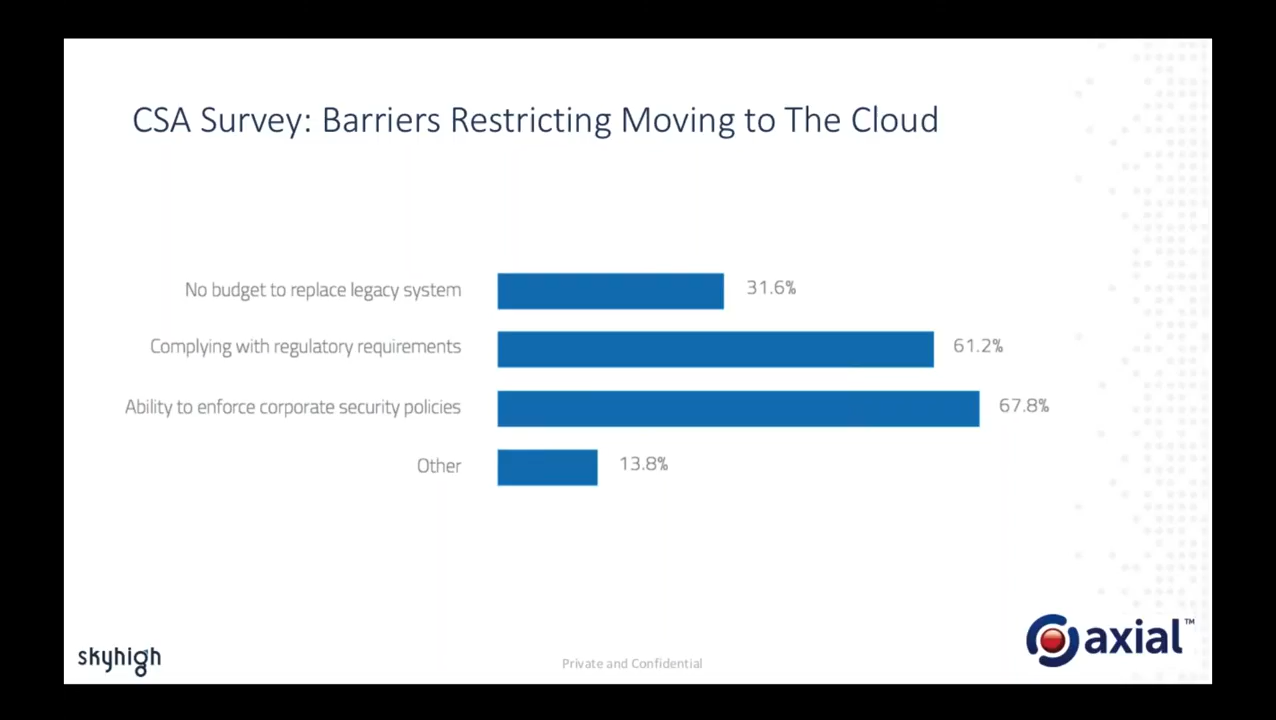 CSA Survey: Barriers Restricting Moving to The Cloud
No budget to replace legacy system 31.6%
Complying with regulatory requirements 61.2%
Ability to enforce corporate security policies 67.8%
Other 13.8%
skyhigh
Private and Confidential
axial™